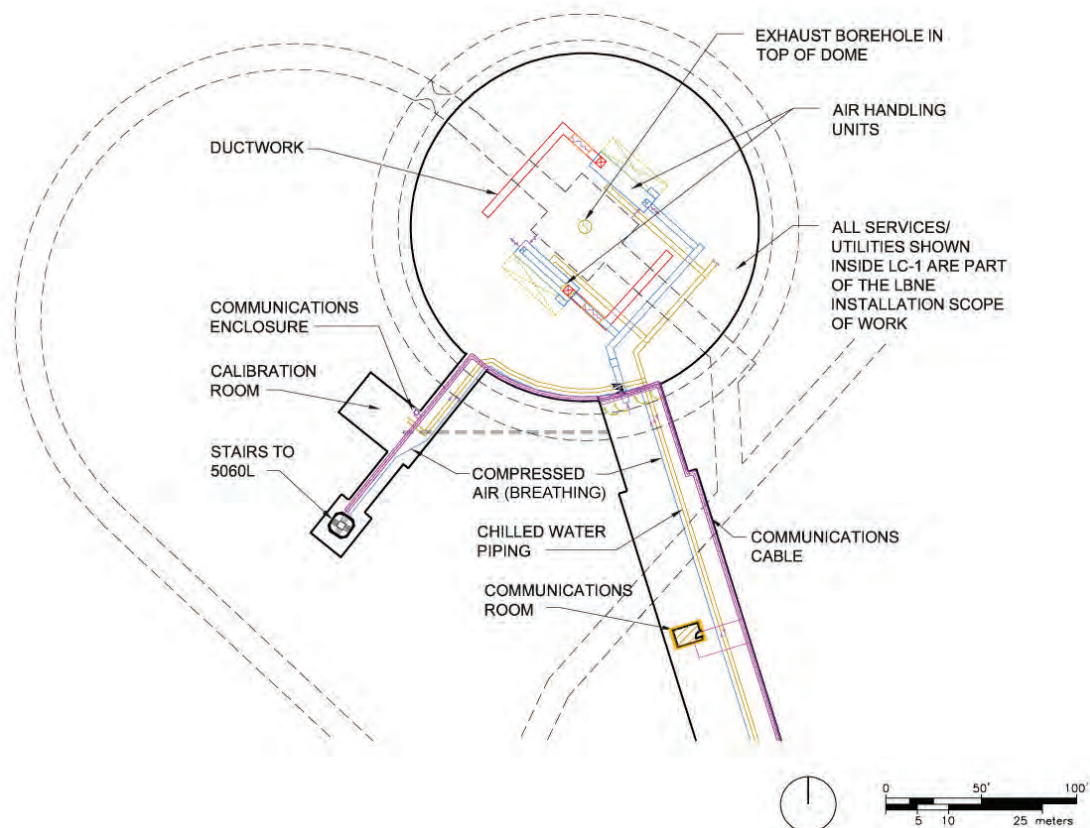 EXHAUST BOREHOLE IN
TOP OF DOME
AIR HANDLING
UNITS
DUCTWORK
ALL SERVICES/
UTILITIES SHOWN
INSIDE LC-1 ARE PART
OF THE LBNE
INSTALLATION SCOPE
OF WORK
COMMUNICATIONS
ENCLOSURE
CALIBRATION
ROOM
STAIRS TO
5060L
COMPRESSED
AIR (BREATHING)
CHILLED WATER
PIPING
COMMUNICATIONS
CABLE
COMMUNICATIONS
ROOM
0 50' 100'
5 10 25 meters